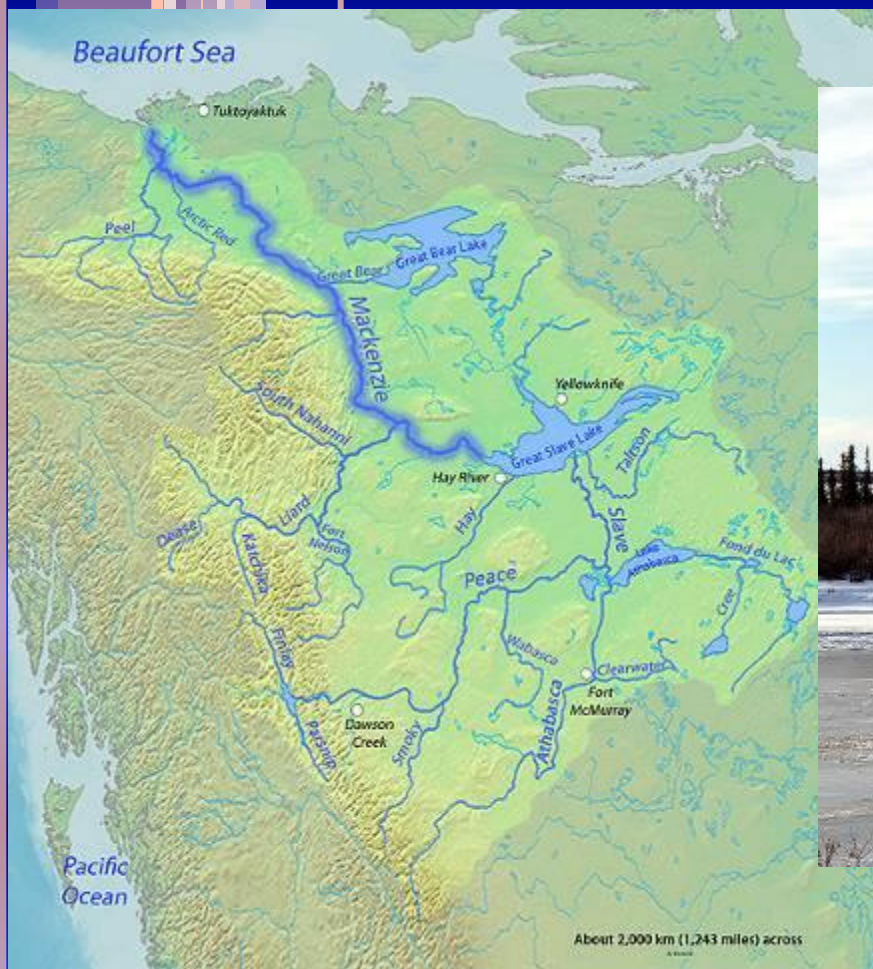 Beaufort Sea
Tuktoyaktuk
Peel
Arctic Red
Great Bear
Great Bear Lake
Mackenzie
Yellowknife
South Nahanni
Great Slave Lake
Taltson
Hay River
Liard
Hay
Slave
Dease
Fort
Nelson
Katchika
Peace
Lake
Athabasca
Fond du Lac
Cree
Finlay
Wabasca
Clearwater
Fort
McMurray
Athabasca
Dawson
Creek
Smoky
Parsnip
Pacific
Ocean
About 2,000 km (1,243 miles) across